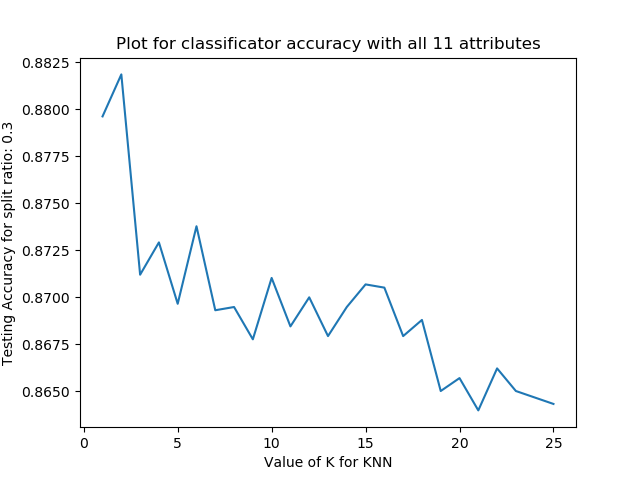 Plot for classificator accuracy with all 11 attributes
0.8825
0.8800
0.8775
0.8750
0.8725
0.8700
0.8675
0.8650
Testing Accuracy for split ratio: 0.3
0 5 10 15 20 25
Value of K for KNN